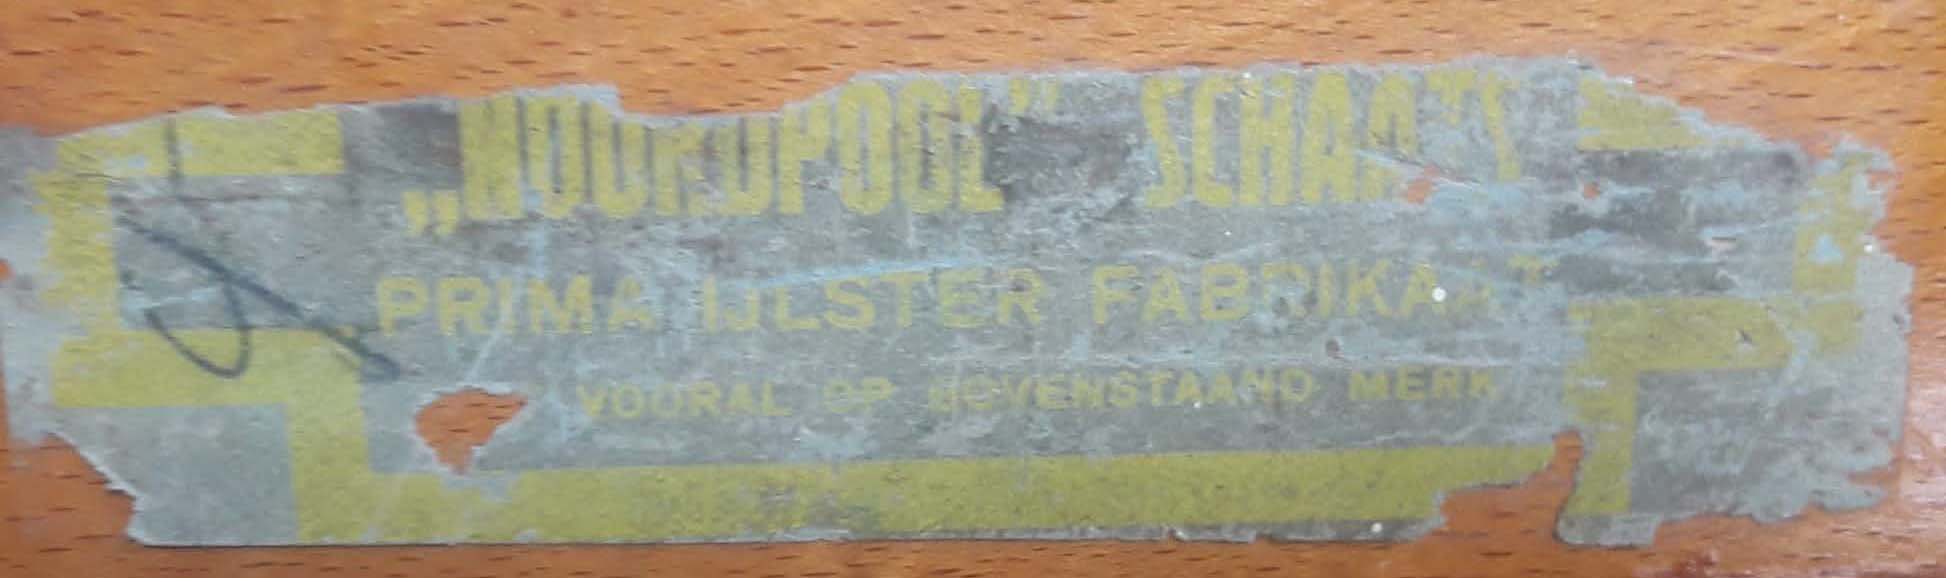 „NOORDPOOL” SCHAATS
PRIMA IJLSTER FABRIKAAT
VOORAL OP BOVENSTAAND MERK